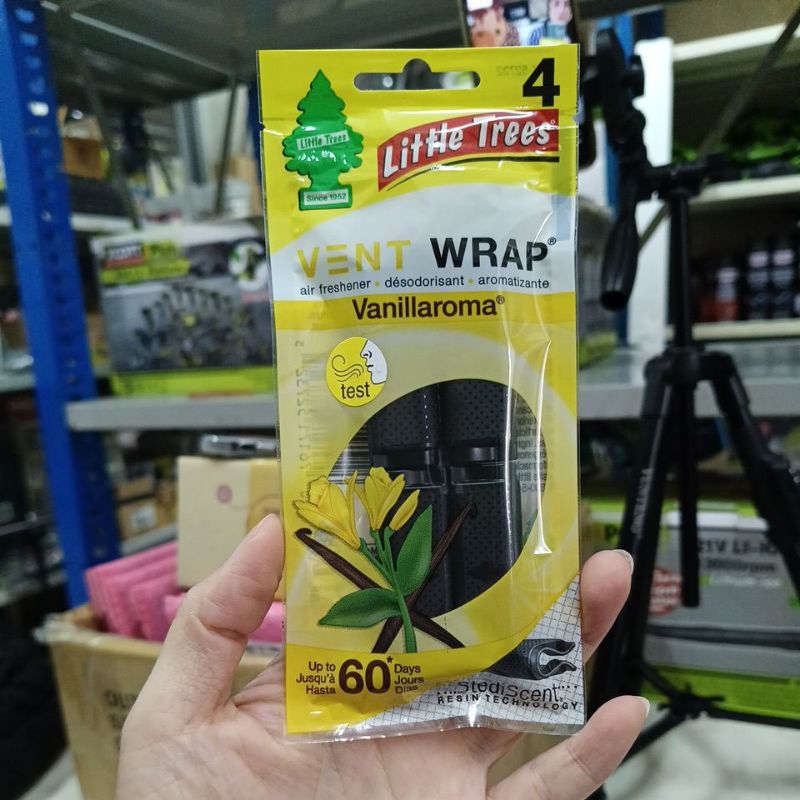 4
Little Trees
Little Trees®
Since 1952
VENT WRAP®
air freshener • désodorisant • aromatizante
Vanillaroma®
test
Up to
Jusqu'à
Hasta
60*
Days
Jours
Días
StediScent
RESIN TECHNOLOGY